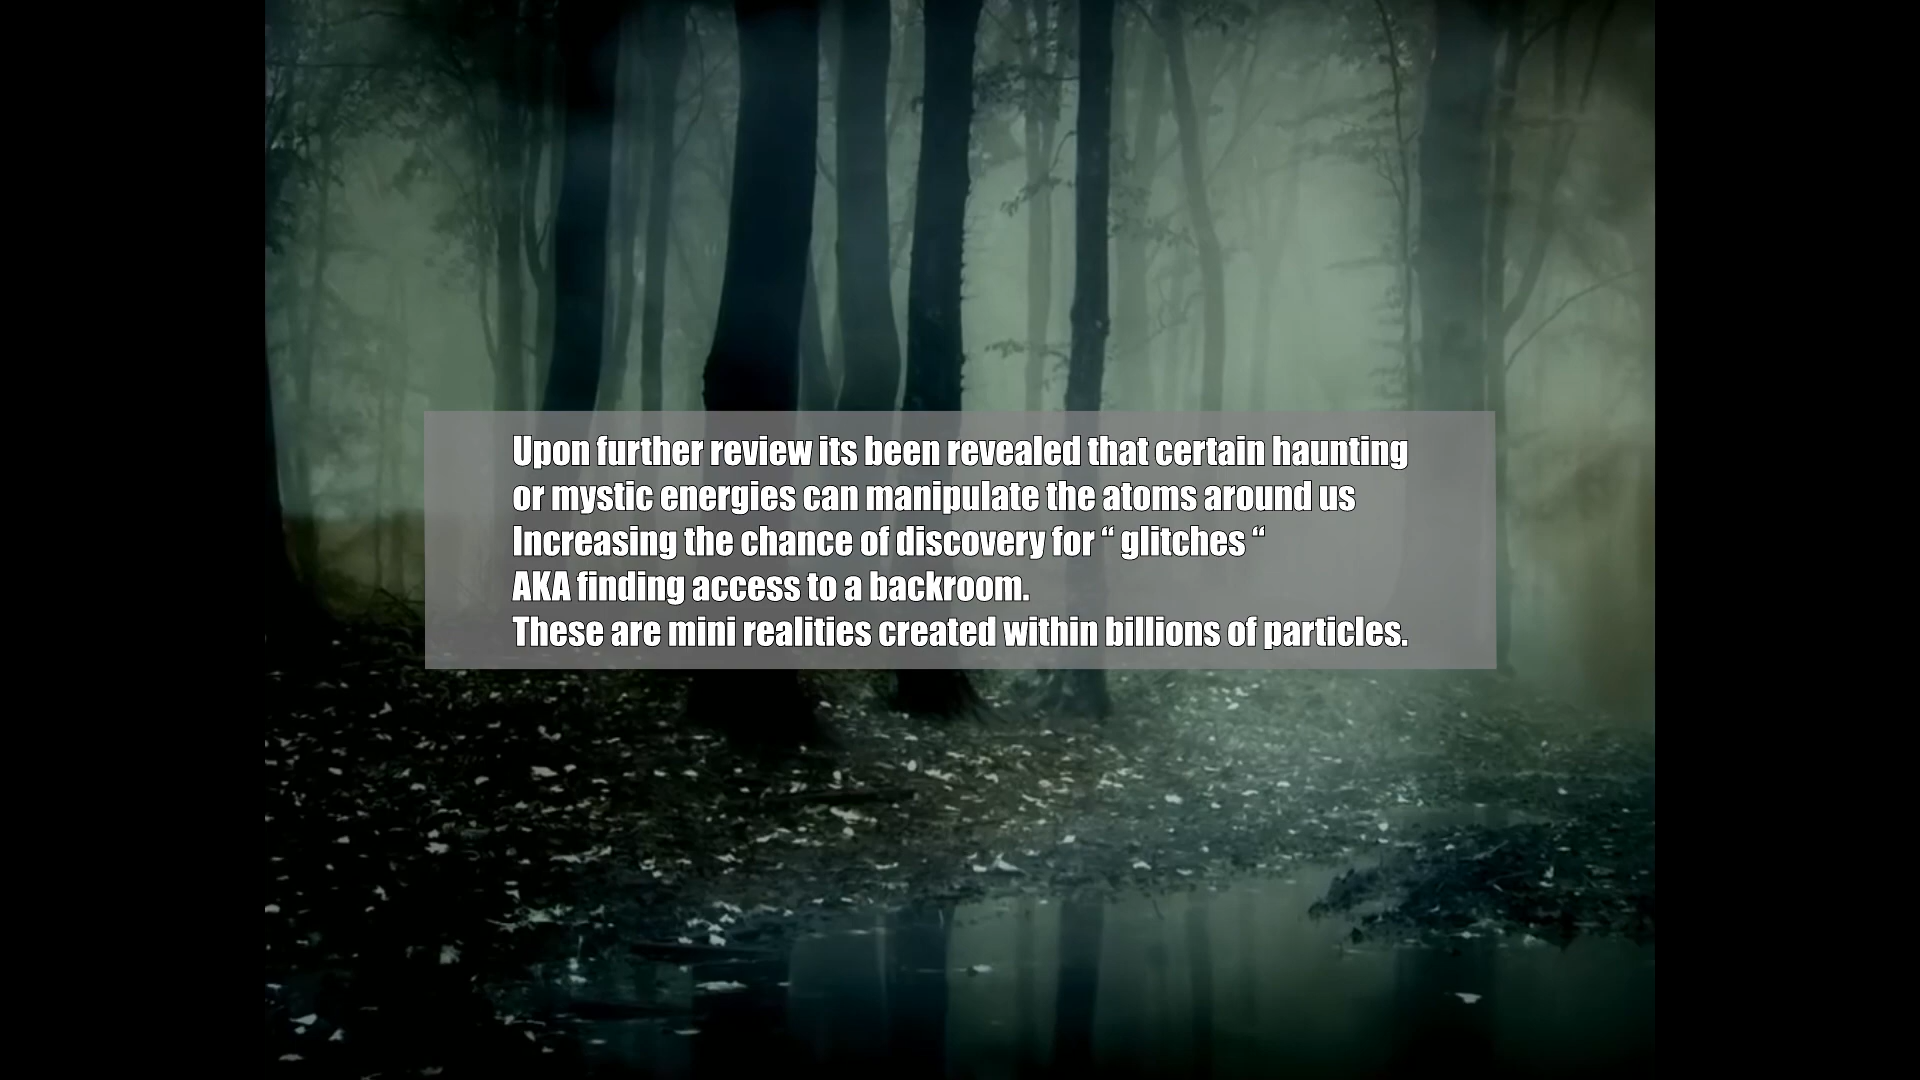 Upon further review its been revealed that certain haunting
or mystic energies can manipulate the atoms around us
Increasing the chance of discovery for “ glitches “
AKA finding access to a backroom.
These are mini realities created within billions of particles.